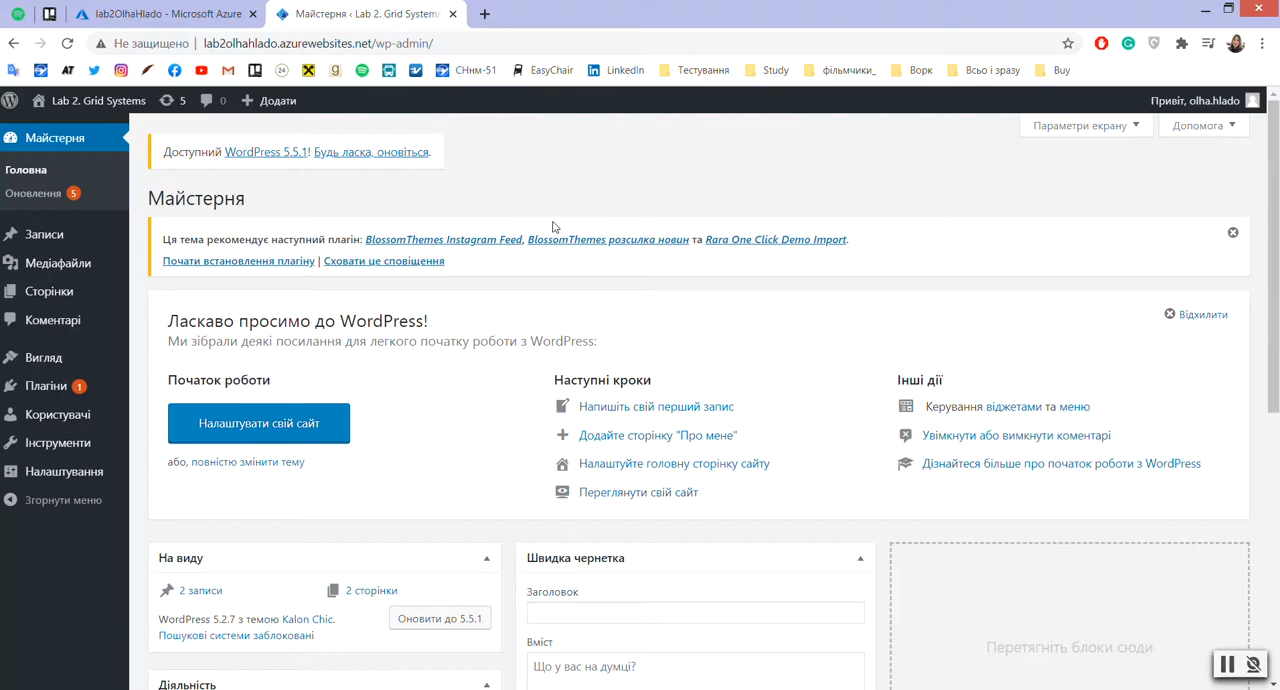 lab2OlhaHlado - Microsoft Azure
Майстерня ‹ Lab 2. Grid Systems
Не защищено | lab2olhahlado.azurewebsites.net/wp-admin/
СНнм-51 EasyChair LinkedIn Тестування Study фільмчики_ Ворк Всьо і зразу Buy
Lab 2. Grid Systems 5 0 Додати Привіт, olha.hlado
Майстерня
Головна
Оновлення 5
Записи
Медіафайли
Сторінки
Коментарі
Вигляд
Плагіни 1
Користувачі
Інструменти
Налаштування
Згорнути меню
Параметри екрану Допомога
Доступний WordPress 5.5.1! Будь ласка, оновіться.
Майстерня
Ця тема рекомендує наступний плагін: BlossomThemes Instagram Feed, BlossomThemes розсилка новин та Rara One Click Demo Import.
Почати встановлення плагіну | Сховати це сповіщення
Ласкаво просимо до WordPress!
Відхилити
Ми зібрали деякі посилання для легкого початку роботи з WordPress:
Початок роботи
Налаштувати свій сайт
або, повністю змінити тему
Наступні кроки
Напишіть свій перший запис
Додайте сторінку "Про мене"
Налаштуйте головну сторінку сайту
Переглянути свій сайт
Інші дії
Керування віджетами та меню
Увімкнути або вимкнути коментарі
Дізнайтеся більше про початок роботи з WordPress
На виду
2 записи 2 сторінки
WordPress 5.2.7 з темою Kalon Chic. Оновити до 5.5.1
Пошукові системи заблоковані
Діяльність
Швидка чернетка
Заголовок
Вміст
Що у вас на думці?
Перетягніть блоки сюди